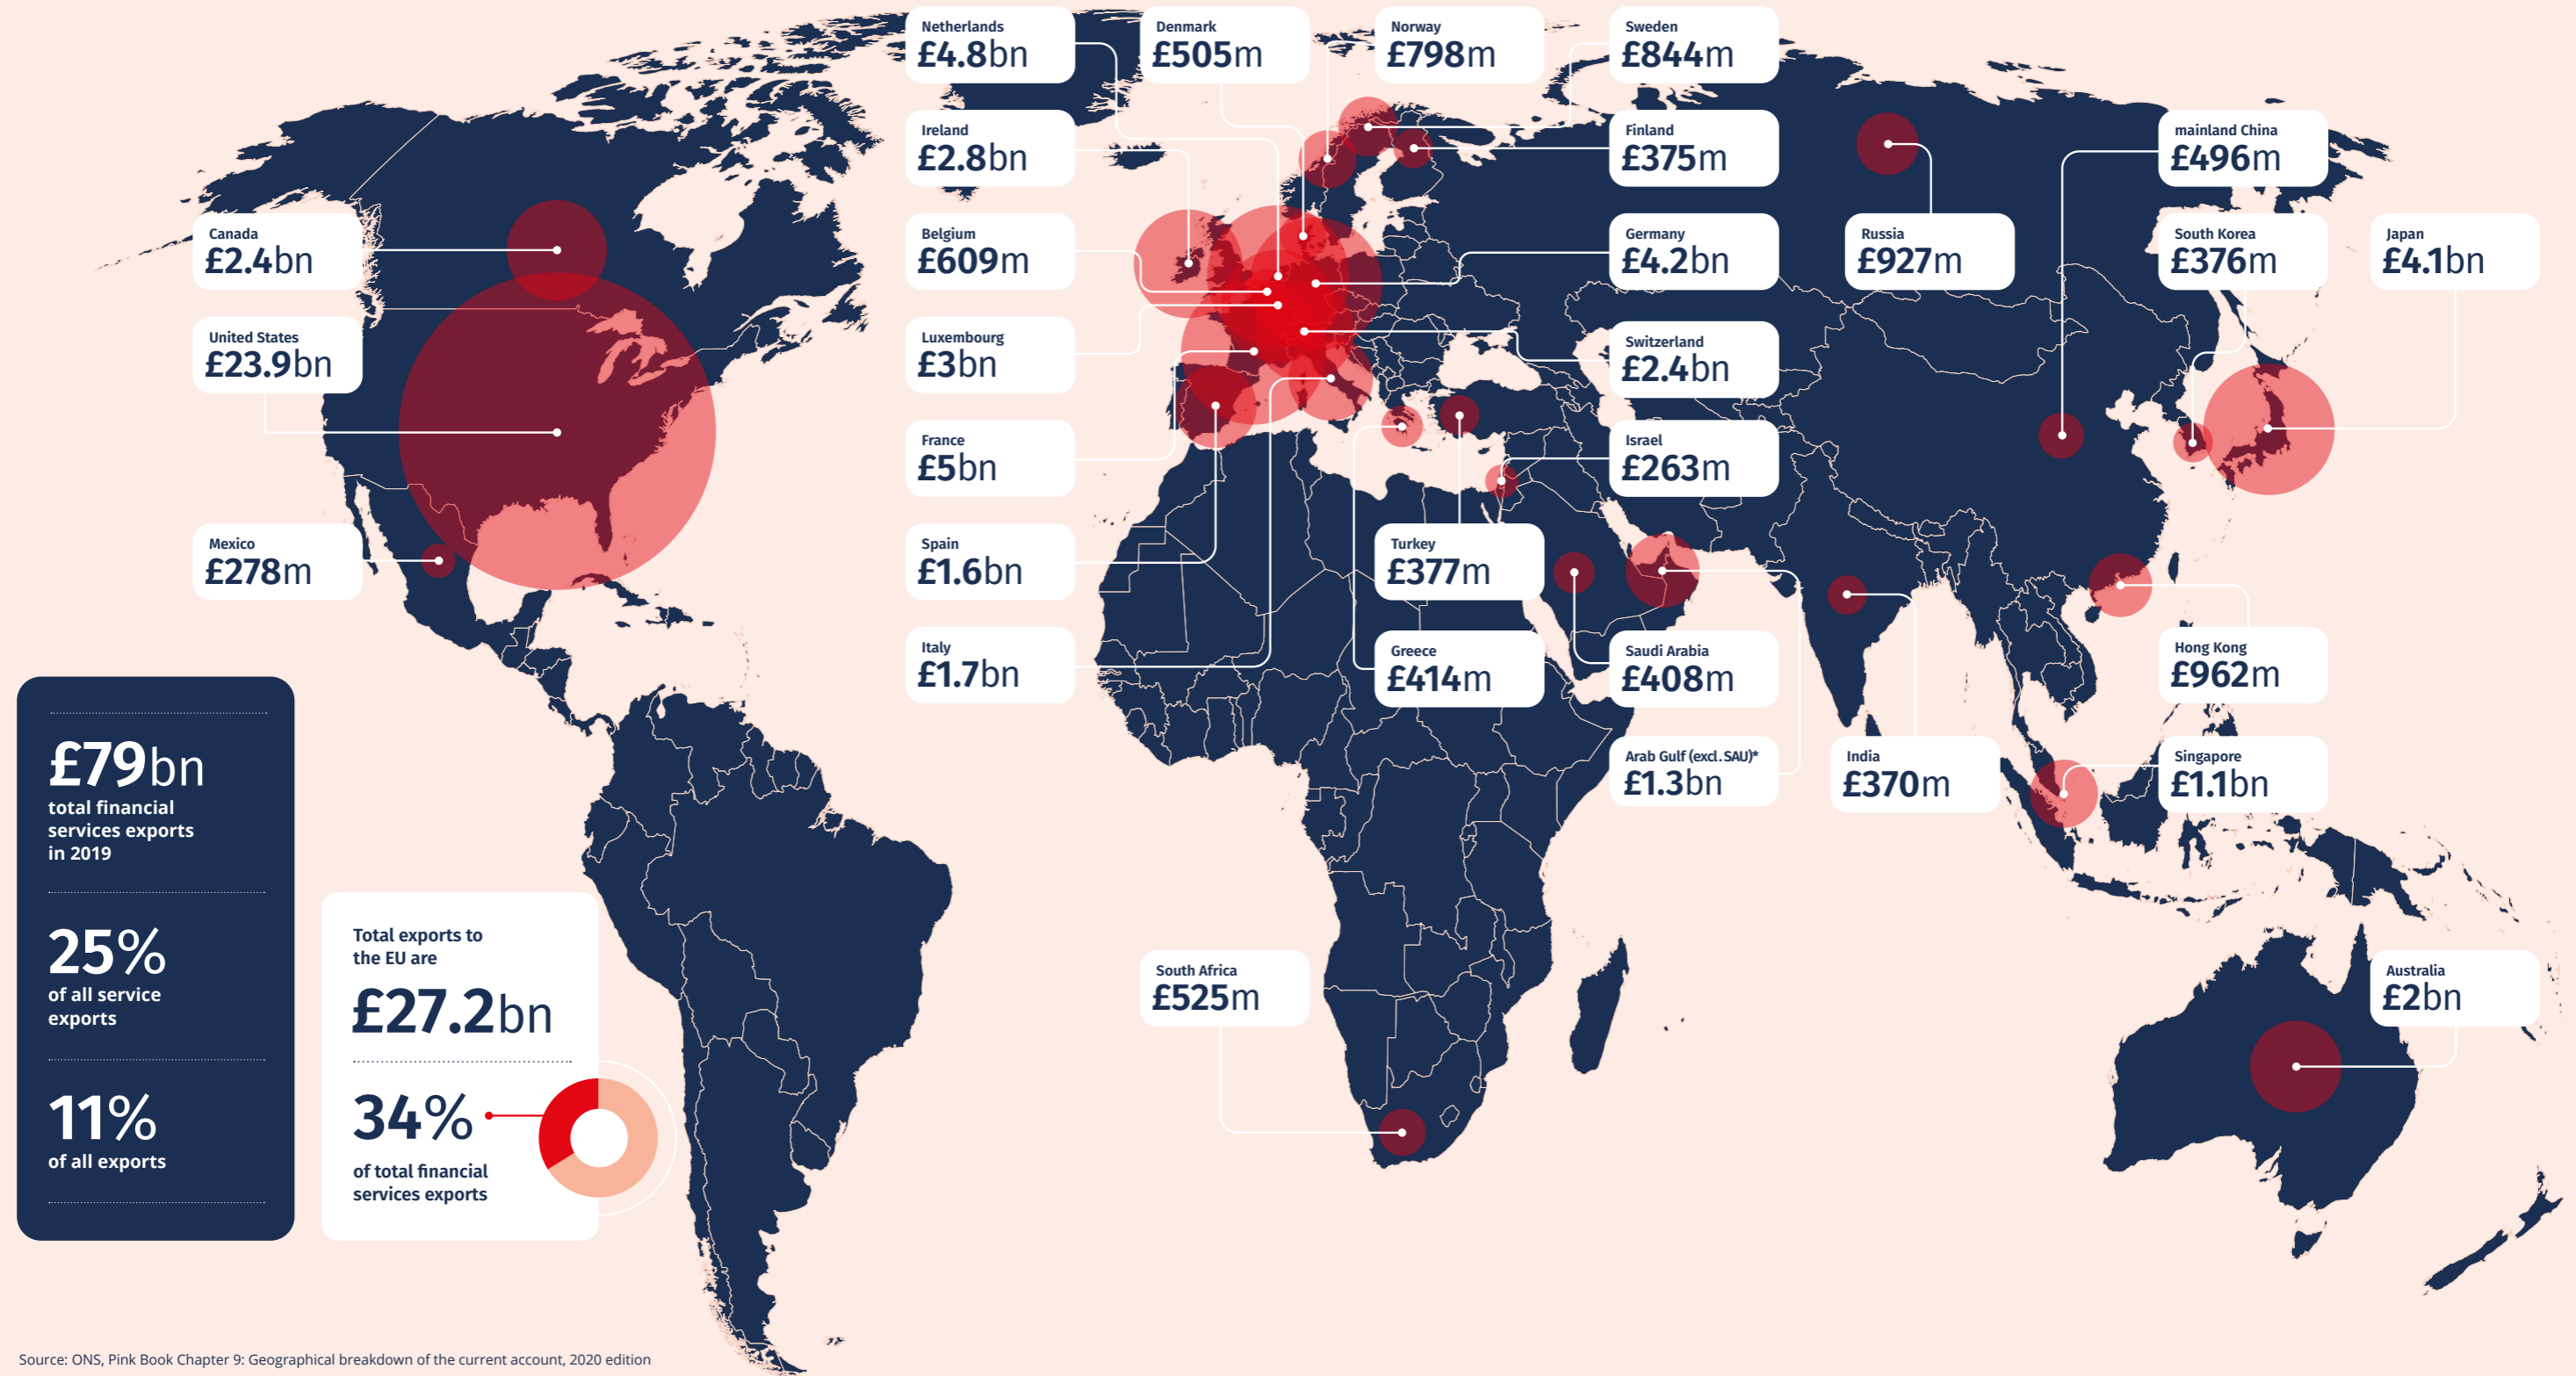 Netherlands
£4.8bn
Denmark
£505m
Norway
£798m
Sweden
£844m
Ireland
£2.8bn
Finland
£375m
mainland China
£496m
Canada
£2.4bn
Belgium
£609m
Germany
£4.2bn
Russia
£927m
South Korea
£376m
Japan
£4.1bn
United States
£23.9bn
Luxembourg
£3bn
Switzerland
£2.4bn
France
£5bn
Israel
£263m
Mexico
£278m
Spain
£1.6bn
Turkey
£377m
Italy
£1.7bn
Greece
£414m
Saudi Arabia
£408m
Hong Kong
£962m
Arab Gulf (excl. SAU)*
£1.3bn
India
£370m
Singapore
£1.1bn
South Africa
£525m
Australia
£2bn
£79bn
total financial
services exports
in 2019
25%
of all service
exports
11%
of all exports
Total exports to
the EU are
£27.2bn
34%
of total financial
services exports
Source: ONS, Pink Book Chapter 9: Geographical breakdown of the current account, 2020 edition